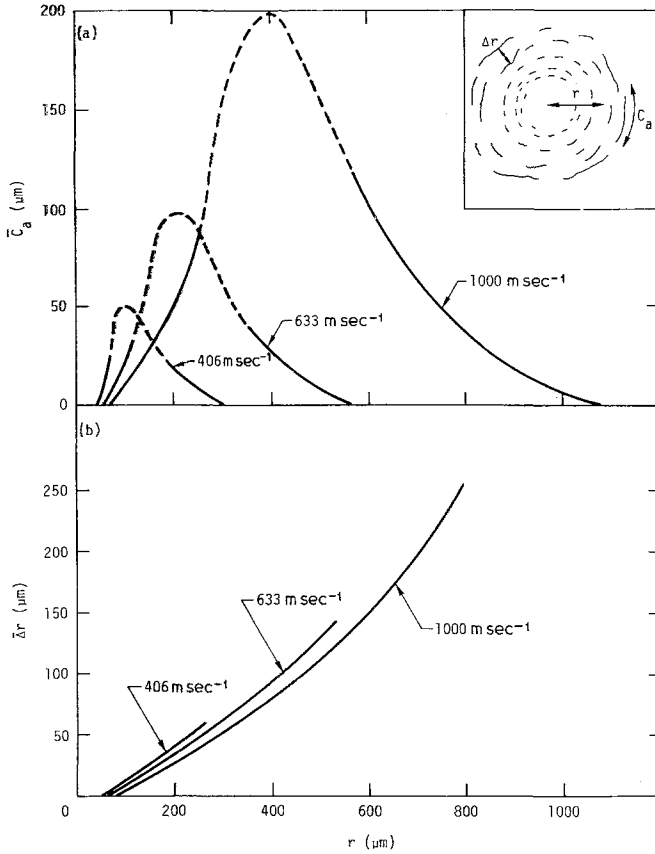 (a)
200
150
100
50
0
C̄a (μm)
Δr
r
Ca
1000 m sec⁻¹
633 m sec⁻¹
406 m sec⁻¹
(b)
250
200
150
100
50
0
Δ̄r (μm)
633 m sec⁻¹
406 m sec⁻¹
1000 m sec⁻¹
200 400 600 800 1000
r (μm)